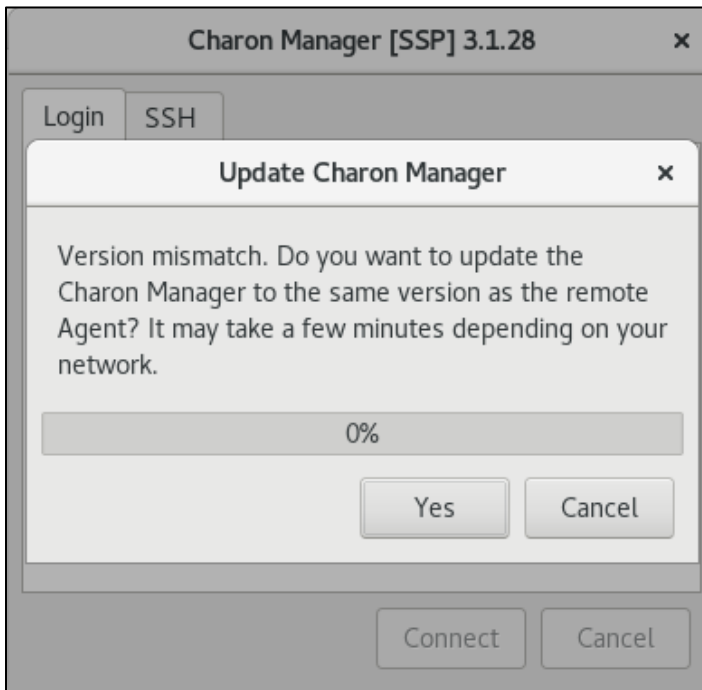 Charon Manager [SSP] 3.1.28 ×
Login SSH
Update Charon Manager ×
Version mismatch. Do you want to update the
Charon Manager to the same version as the remote
Agent? It may take a few minutes depending on your
network.
0%
Yes Cancel
Connect Cancel